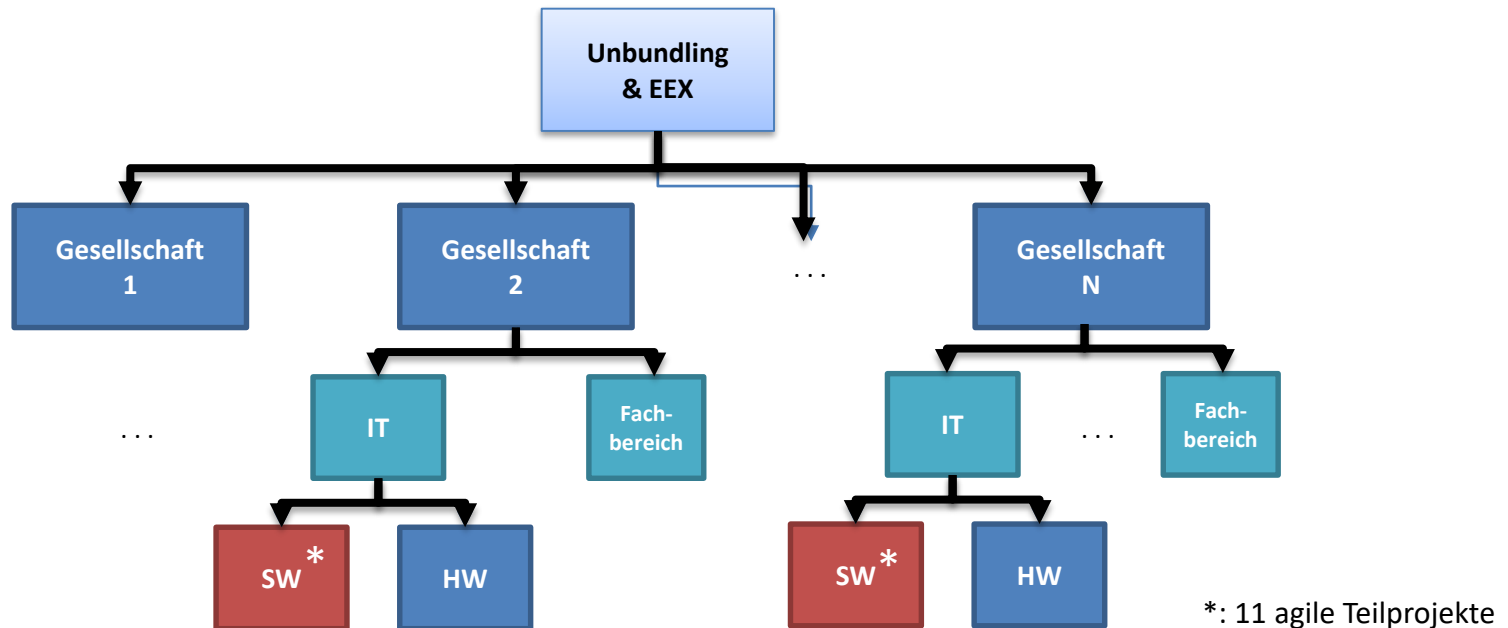 Unbundling
& EEX
Gesellschaft
1
Gesellschaft
2
. . .
Gesellschaft
N
. . .
IT
Fach-
bereich
IT
. . .
Fach-
bereich
SW*
HW
SW*
HW
*: 11 agile Teilprojekte